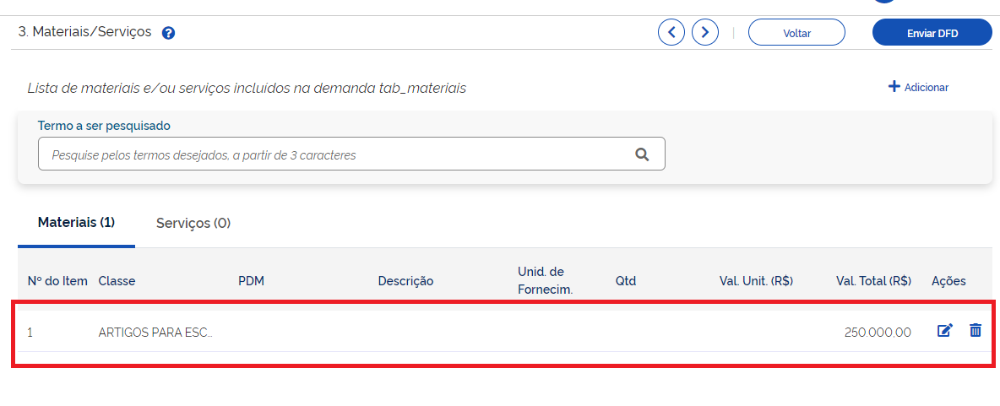 3. Materiais/Serviços ?
Voltar
Enviar DFD
Lista de materiais e/ou serviços incluidos na demanda tab_materiais
Adicionar
Termo a ser pesquisado
Pesquise pelos termos desejados, a partir de 3 caracteres
Materiais (1) Serviços (0)
Nº do Item Classe PDM Descrição Unid. de Fornecim. Qtd Val. Unit. (R$) Val. Total (R$) Ações
1 ARTIGOS PARA ESC... 250.000,00